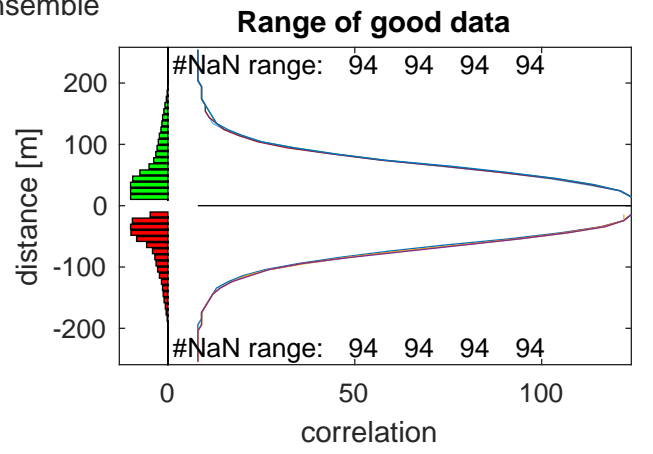 Range of good data
#NaN range: 94 94 94 94
200
100
0
-100
-200
distance [m]
#NaN range: 94 94 94 94
0 50 100
correlation